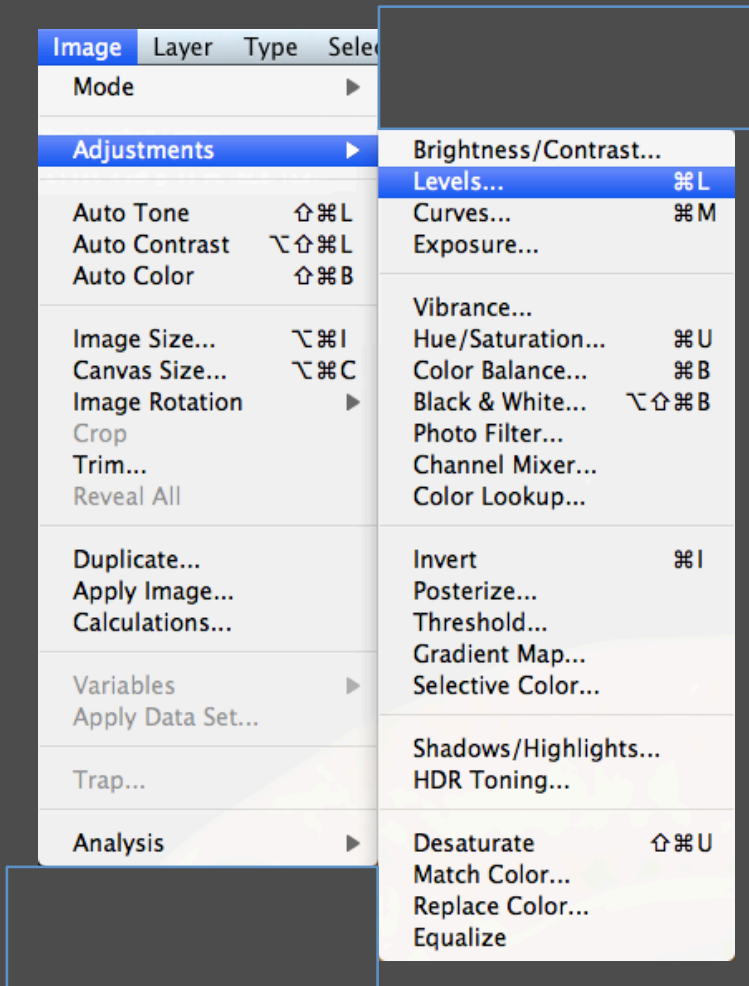 Image Layer Type
Mode
Adjustments
Auto Tone ⇧⌘L
Auto Contrast ⌥⇧⌘L
Auto Color ⇧⌘B
Image Size... ⌥⌘I
Canvas Size... ⌥⌘C
Image Rotation
Crop
Trim...
Reveal All
Duplicate...
Apply Image...
Calculations...
Variables
Apply Data Set...
Trap...
Analysis
Brightness/Contrast...
Levels... ⌘L
Curves... ⌘M
Exposure...
Vibrance...
Hue/Saturation... ⌘U
Color Balance... ⌘B
Black & White... ⌥⇧⌘B
Photo Filter...
Channel Mixer...
Color Lookup...
Invert ⌘I
Posterize...
Threshold...
Gradient Map...
Selective Color...
Shadows/Highlights...
HDR Toning...
Desaturate ⇧⌘U
Match Color...
Replace Color...
Equalize